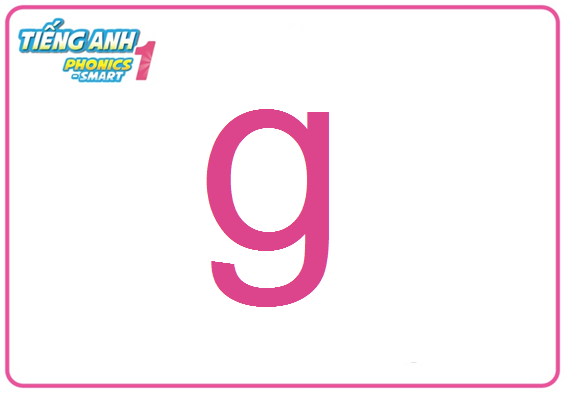 TIẾNG ANH 1
PHONICS
-SMART
g